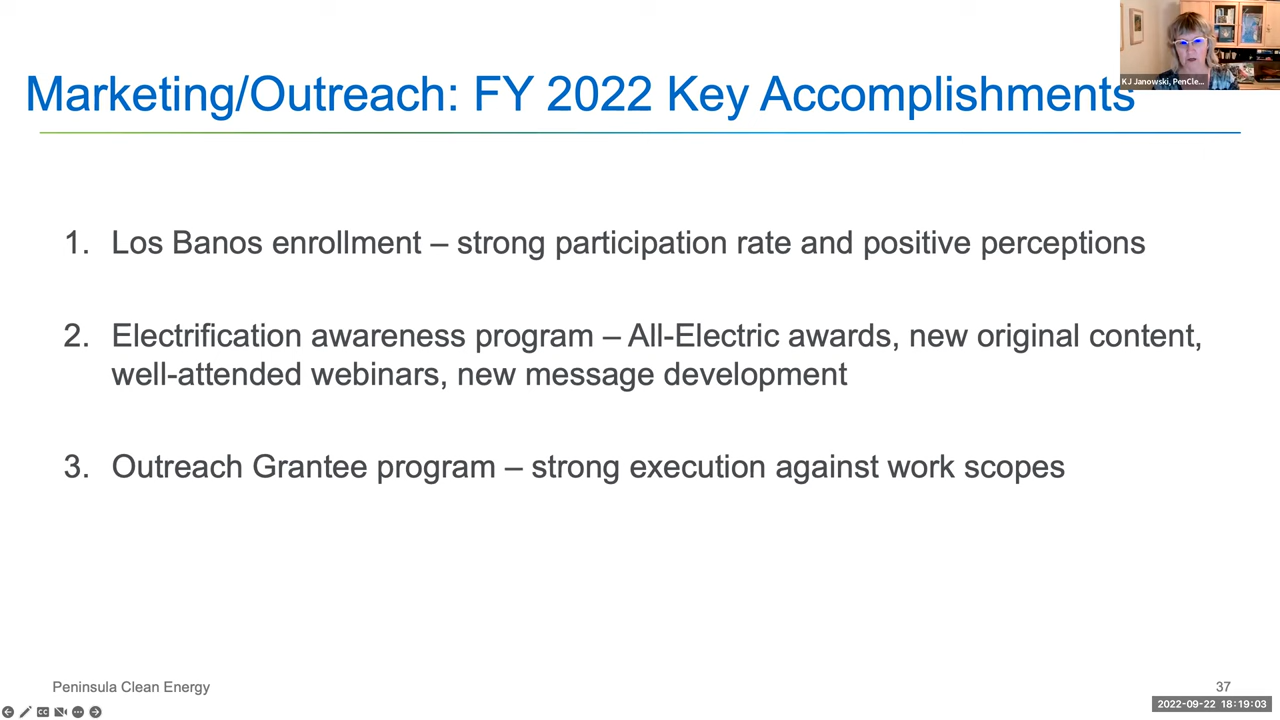 KJ Janowski, PenCle...
Marketing/Outreach: FY 2022 Key Accomplishments
1. Los Banos enrollment – strong participation rate and positive perceptions
2. Electrification awareness program – All-Electric awards, new original content,
well-attended webinars, new message development
3. Outreach Grantee program – strong execution against work scopes
Peninsula Clean Energy
37
CC
2022-09-22 18:19:03